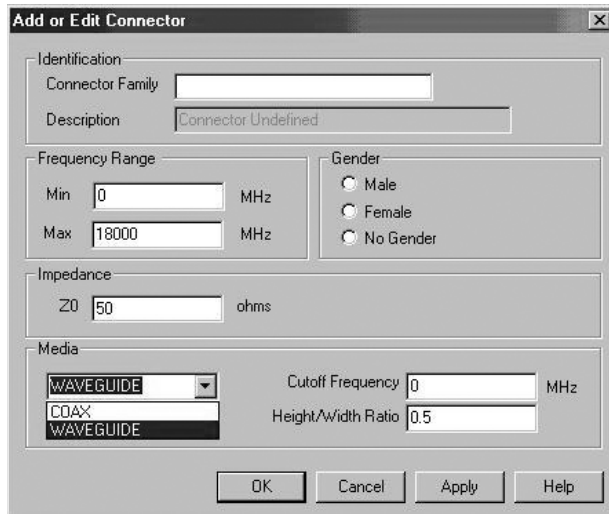 Add or Edit Connector
Identification
Connector Family
Description Connector Undefined
Frequency Range
Min 0 MHz
Max 18000 MHz
Gender
Male
Female
No Gender
Impedance
Z0 50 ohms
Media
WAVEGUIDE
COAX
WAVEGUIDE
Cutoff Frequency 0 MHz
Height/Width Ratio 0.5
OK Cancel Apply Help